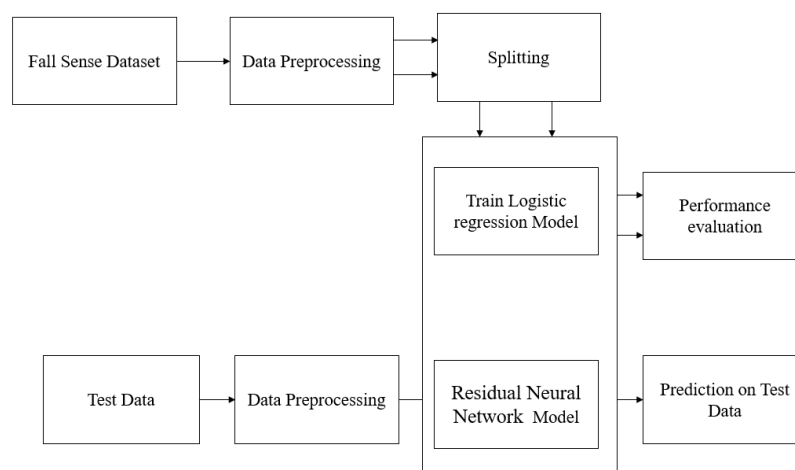 Fall Sense Dataset
Data Preprocessing
Splitting
Train Logistic
regression Model
Performance
evaluation
Test Data
Data Preprocessing
Residual Neural
Network Model
Prediction on Test
Data